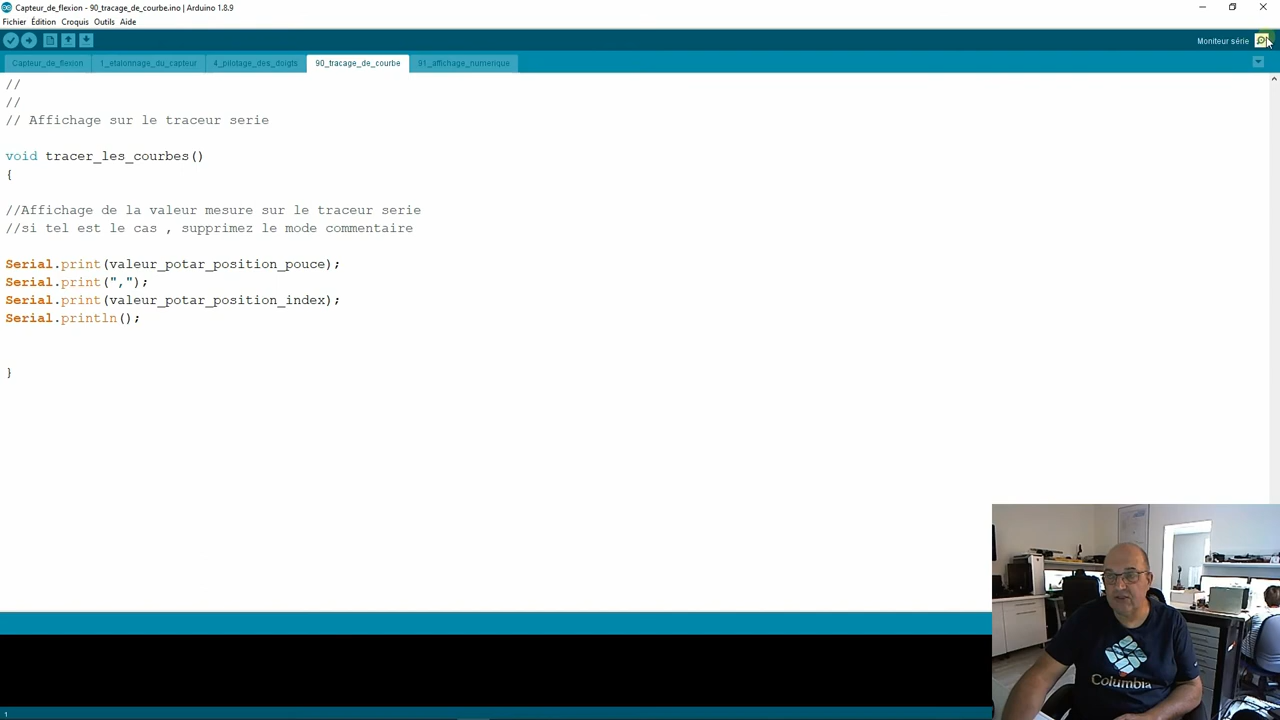 Capteur_de_flexion - 90_tracage_de_courbe.ino | Arduino 1.8.9
Fichier Édition Croquis Outils Aide
Moniteur série
Capteur_de_flexion 1_etalonnage_du_capteur 4_pilotage_des_doigts 90_tracage_de_courbe 91_affichage_numerique
//
//
// Affichage sur le traceur serie
void tracer_les_courbes()
{
//Affichage de la valeur mesure sur le traceur serie
//si tel est le cas , supprimez le mode commentaire
Serial.print(valeur_potar_position_pouce);
Serial.print(",");
Serial.print(valeur_potar_position_index);
Serial.println();
}
Columbia
1